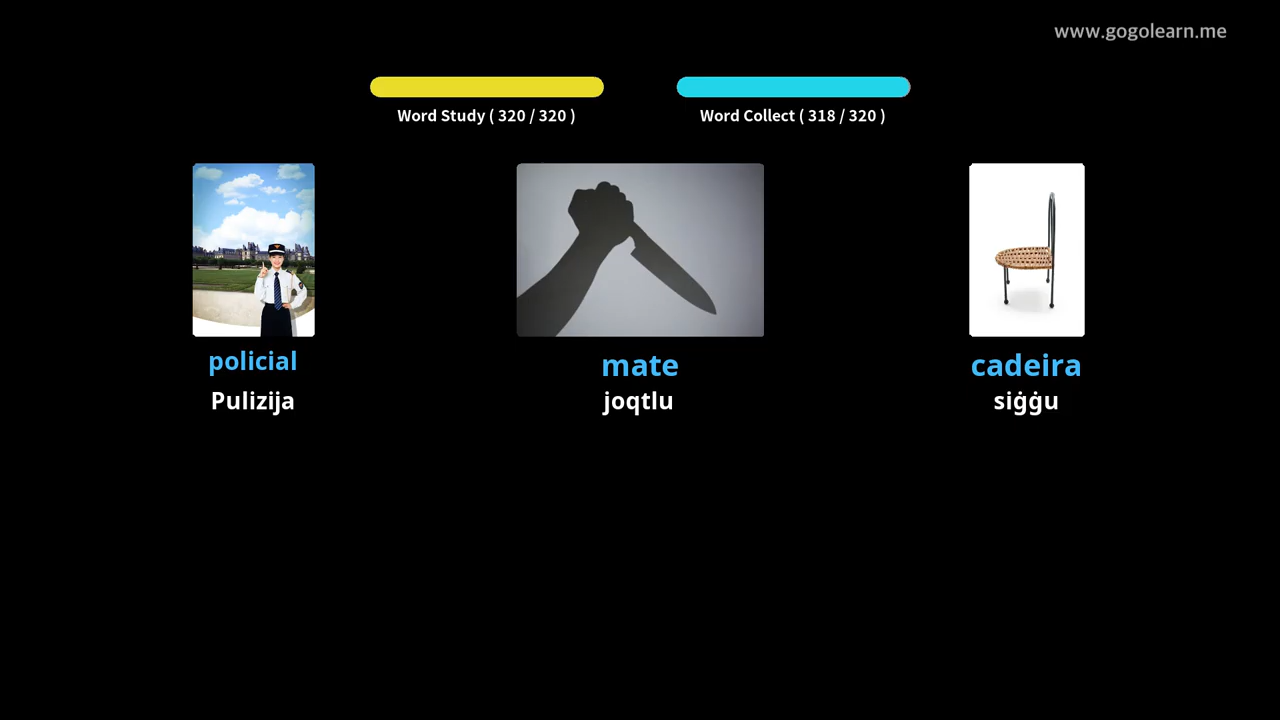 www.gogolearn.me
Word Study ( 320 / 320 )
Word Collect ( 318 / 320 )
policial
mate
cadeira
Pulizija
joqtlu
siġġu